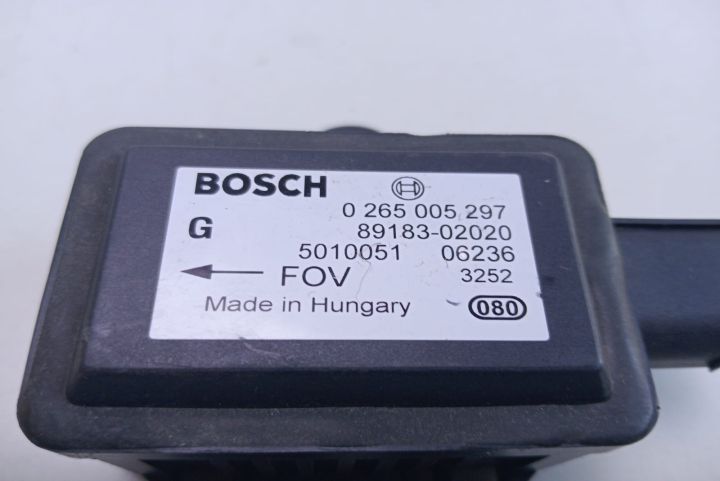 BOSCH
0 265 005 297
G 89183-02020
5010051 06236
FOV 3252
Made in Hungary 080